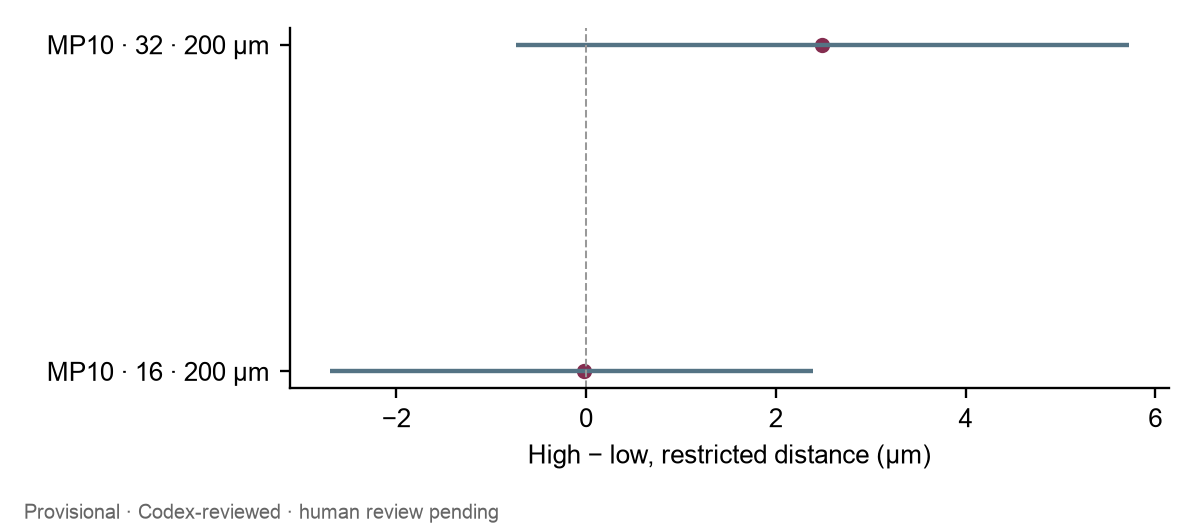 MP10 · 32 · 200 µm
MP10 · 16 · 200 µm
−2 0 2 4 6
High − low, restricted distance (µm)
Provisional · Codex-reviewed · human review pending